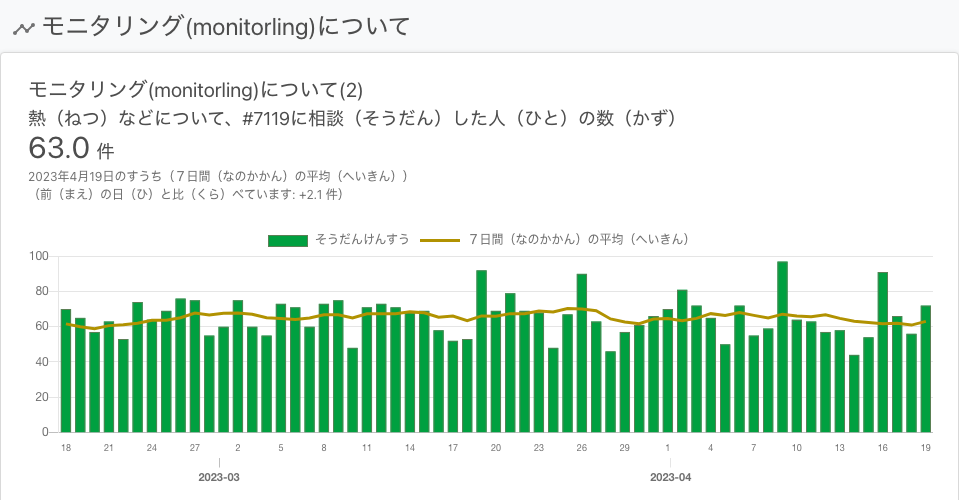 モニタリング(monitorling)について
モニタリング(monitorling)について(2)
熱（ねつ）などについて、#7119に相談（そうだん）した人（ひと）の数（かず）
63.0 件
2023年4月19日のすうち（７日間（なのかかん）の平均（へいきん））
（前（まえ）の日（ひ）と比（くら）べています: +2.1 件）
そうだんけんすう ７日間（なのかかん）の平均（へいきん）
100
80
60
40
20
0
18 21 24 27 2 5 8 11 14 17 20 23 26 29 1 4 7 10 13 16 19
2023-03 2023-04